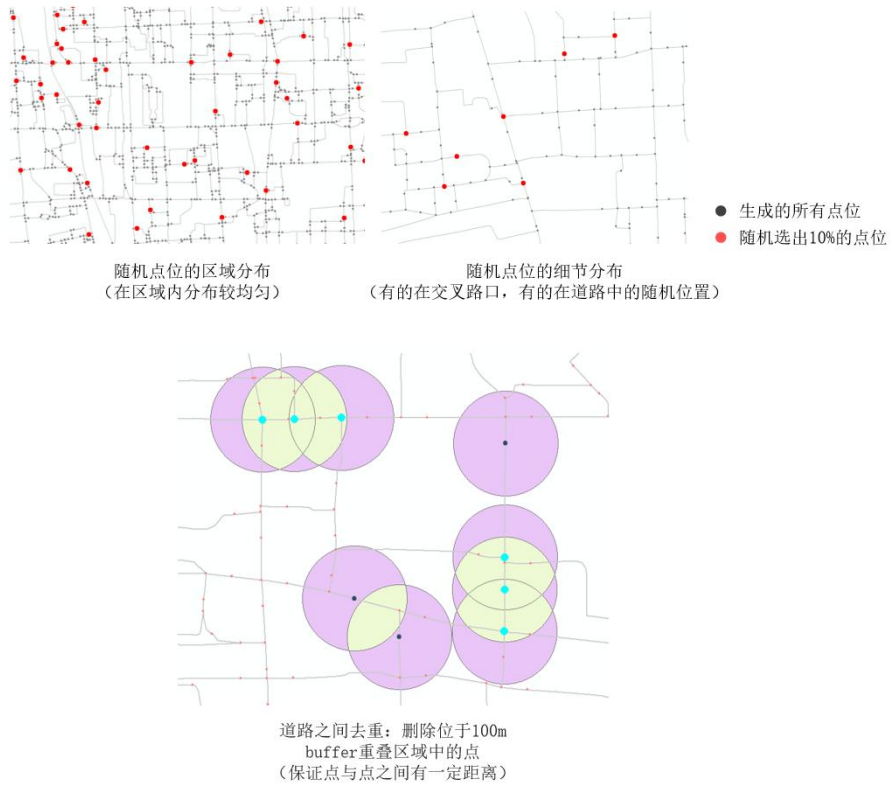 生成的所有点位
随机选出10%的点位
随机点位的区域分布
（在区域内分布较均匀）
随机点位的细节分布
（有的在交叉路口，有的在道路中的随机位置）
道路之间去重：删除位于100m
buffer重叠区域中的点
（保证点与点之间有一定距离）